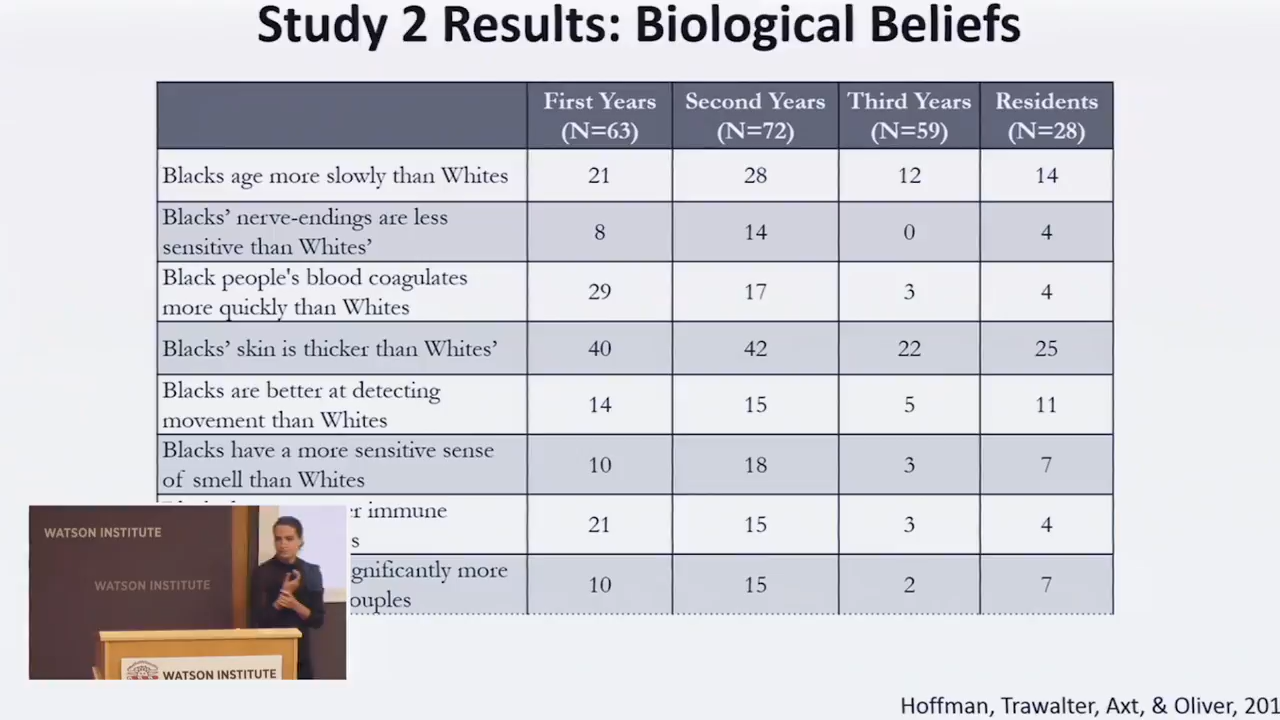 Study 2 Results: Biological Beliefs
First Years
(N=63)
Second Years
(N=72)
Third Years
(N=59)
Residents
(N=28)
Blacks age more slowly than Whites
21
28
12
14
Blacks' nerve-endings are less
sensitive than Whites'
8
14
0
4
Black people's blood coagulates
more quickly than Whites
29
17
3
4
Blacks' skin is thicker than Whites'
40
42
22
25
Blacks are better at detecting
movement than Whites
14
15
5
11
Blacks have a more sensitive sense
of smell than Whites
10
18
3
7
immune
21
15
3
4
more
10
15
2
7
WATSON INSTITUTE
WATSON INSTITUTE
WATSON INSTITUTE
Hoffman, Trawalter, Axt, & Oliver, 201